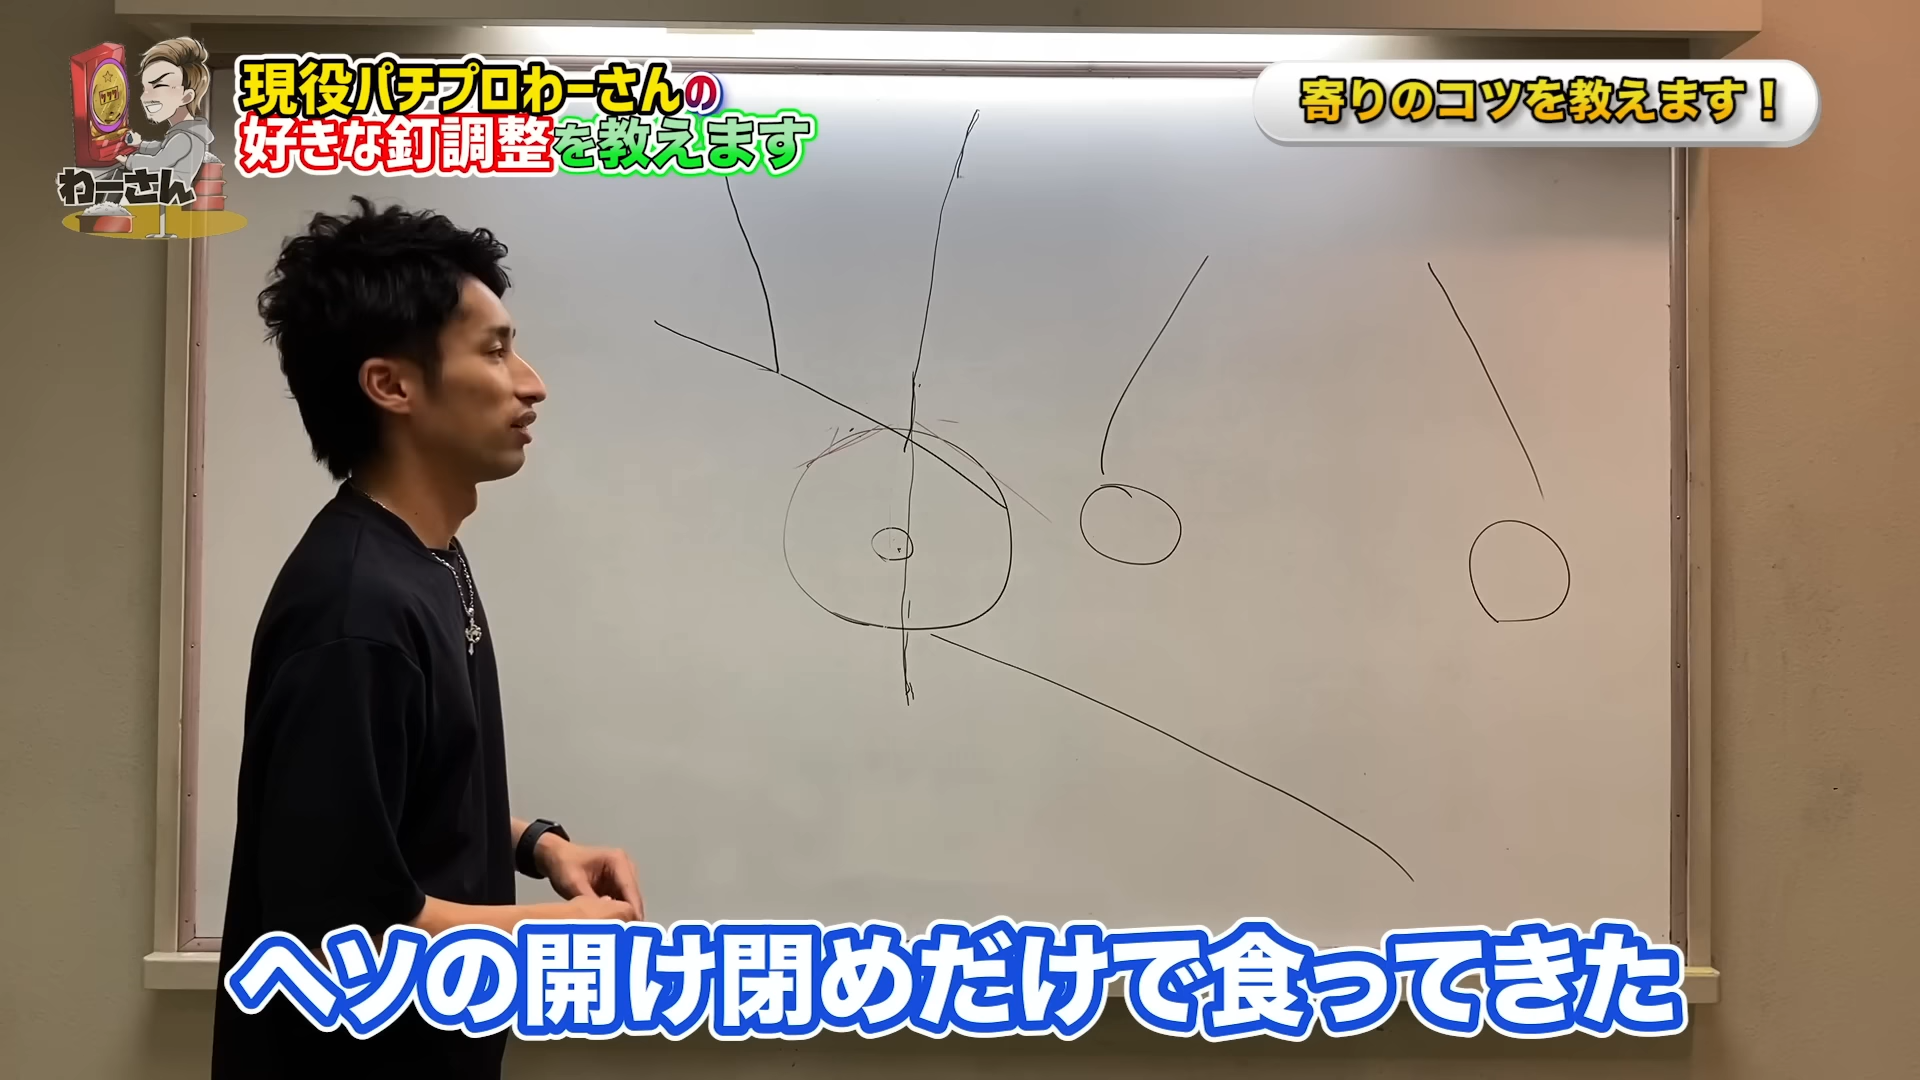 現役パチプロわーさんの
好きな釘調整を教えます
わーさん
寄りのコツを教えます！
ヘソの開け閉めだけで食ってきた